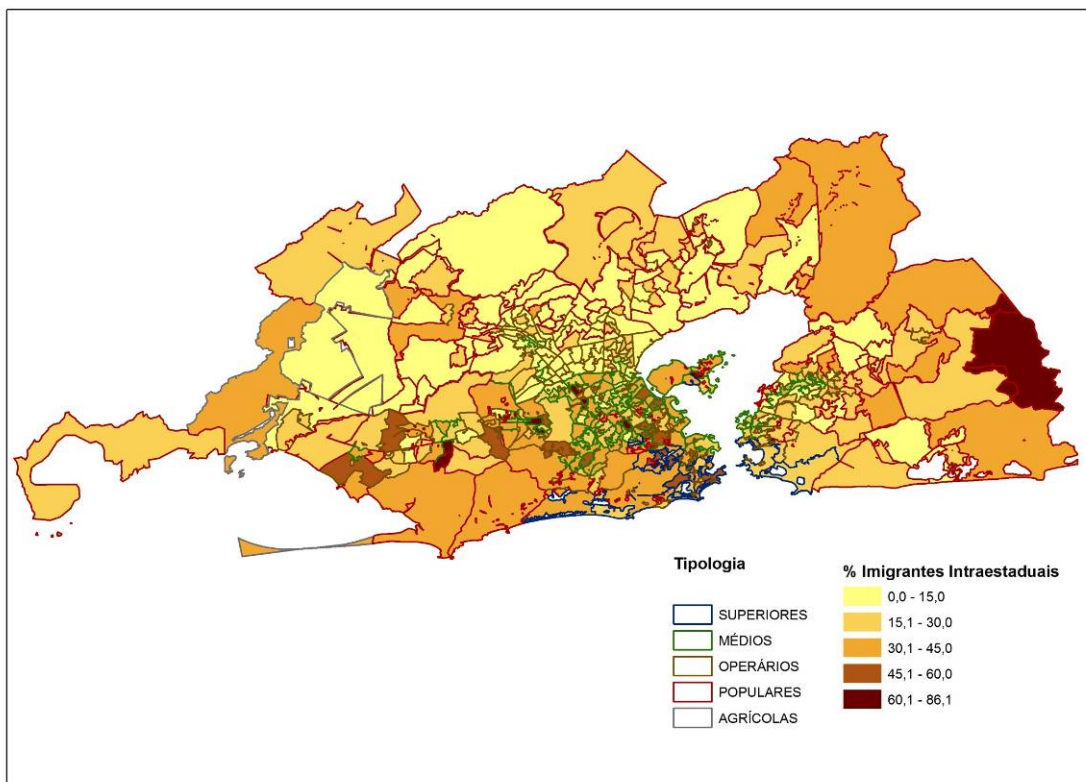 Tipologia
SUPERIORES
MÉDIOS
OPERÁRIOS
POPULARES
AGRÍCOLAS
% Imigrantes Intraestaduais
0,0 - 15,0
15,1 - 30,0
30,1 - 45,0
45,1 - 60,0
60,1 - 86,1